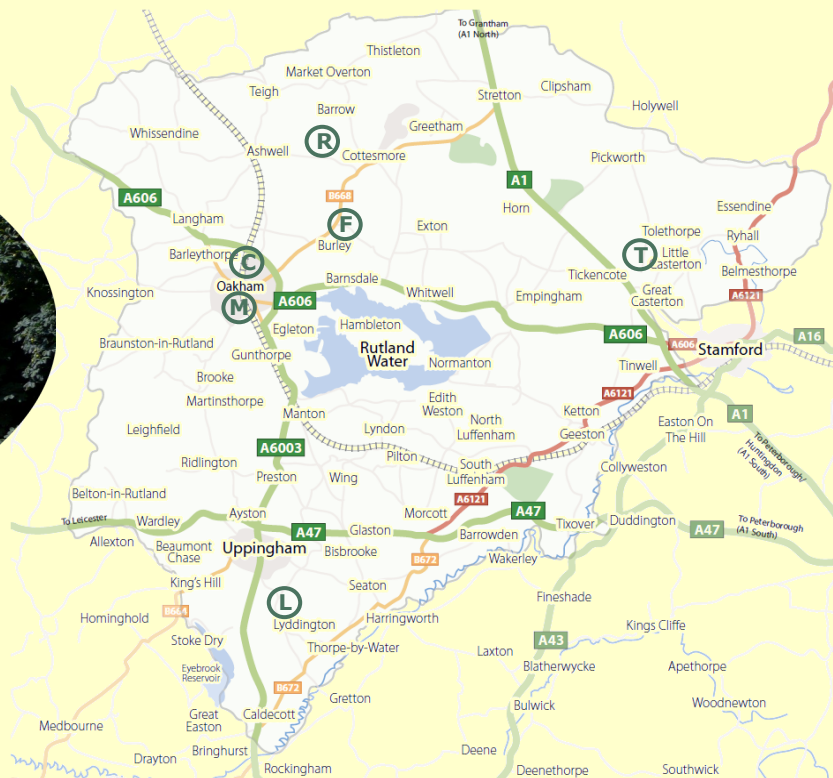 To Grantham
(A1 North)
Thistleton
Market Overton
Teigh
Clipsham
Stretton
Holywell
Barrow
Greetham
Whissendine
R
Ashwell
Cottesmore
Pickworth
A1
A606
B668
Horn
Essendine
Langham
F
Exton
Tolethorpe
Ryhall
Burley
Barleythorpe
C
T
Little
Casterton
Belmesthorpe
Tickencote
Barnsdale
Oakham
Knossington
Whitwell
Empingham
Great
Casterton
A6121
A606
M
Egleton
Hambleton
A606
A606
Stamford
A16
Braunston-in-Rutland
Gunthorpe
Rutland
Water
Normanton
Tinwell
Brooke
Martinsthorpe
A6121
Edith
Weston
Manton
Ketton
A1
Leighfield
Lyndon
North
Luffenham
Geeston
Easton On
The Hill
To Peterborough/
Huntingdon
(A1 South)
A6003
Pilton
Ridlington
Preston
Wing
South
Luffenham
Collyweston
Belton-in-Rutland
A6121
To Leicester
Wardley
Ayston
Morcott
A47
Tixover
Duddington
A47
To Peterborough
(A1 South)
A47
Glaston
Barrowden
Allexton
Beaumont
Chase
Uppingham
Bisbrooke
B672
Wakerley
King's Hill
Seaton
Fineshade
L
B664
Hallaton
Horninghold
Lyddington
Harringworth
Kings Cliffe
Stoke Dry
Thorpe-by-Water
A43
Laxton
Blatherwycke
Apethorpe
Eyebrook
Reservoir
B672
Gretton
Bulwick
Woodnewton
Great
Easton
Caldecott
Medbourne
Bringhurst
Drayton
Deene
Rockingham
Deenethorpe
Southwick